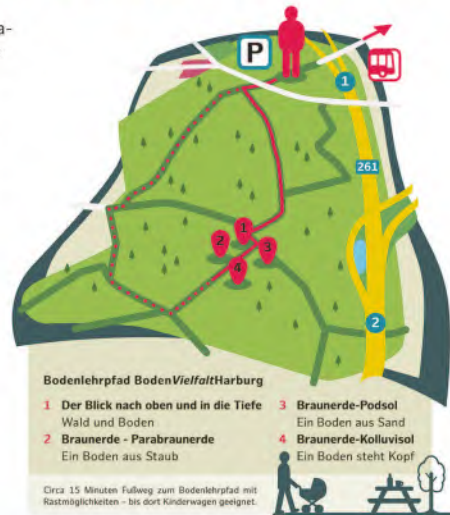 a-
P
1
261
1
2
3
4
2
Bodenlehrpfad BodenVielfaltHarburg
1 Der Blick nach oben und in die Tiefe
Wald und Boden
2 Braunerde - Parabraunerde
Ein Boden aus Staub
3 Braunerde-Podsol
Ein Boden aus Sand
4 Braunerde-Kolluvisol
Ein Boden steht Kopf
Circa 15 Minuten Fußweg zum Bodenlehrpfad mit
Rastmöglichkeiten - bis dort Kinderwagen geeignet.